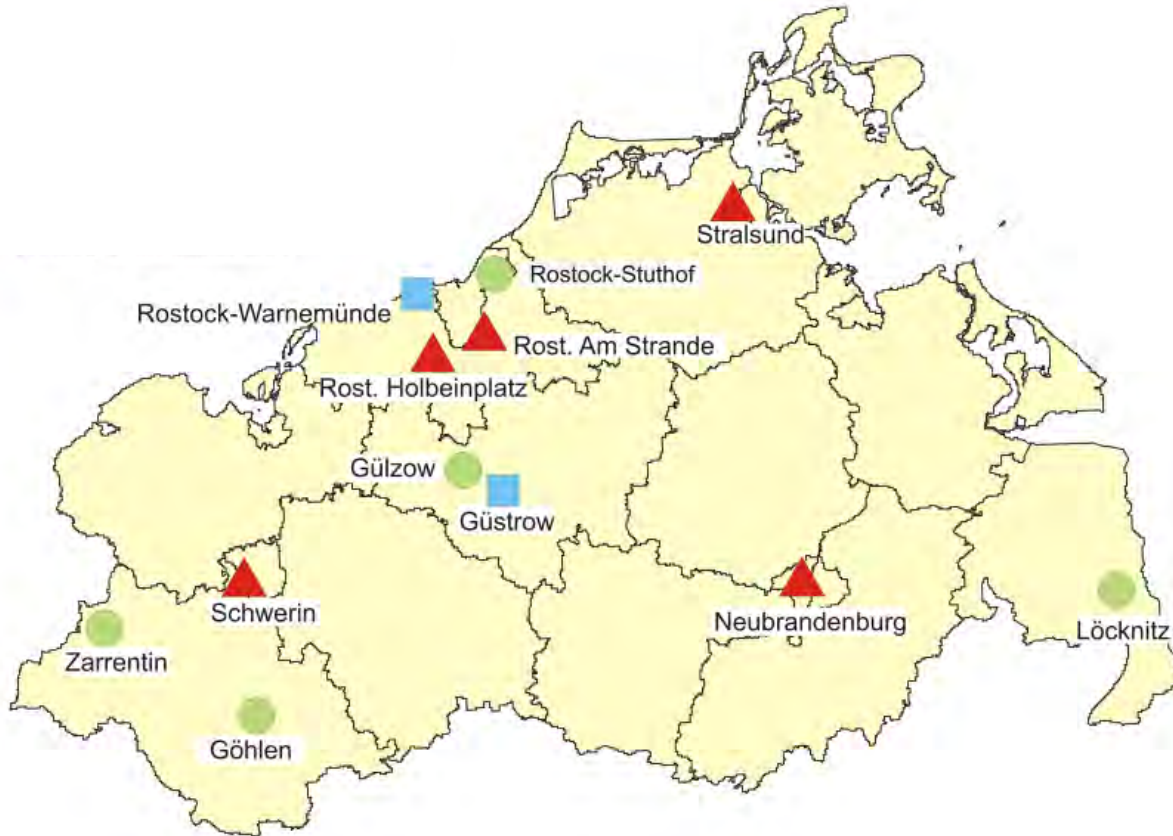 Stralsund
Rostock-Stuthof
Rostock-Warnemünde
Rost. Am Strande
Rost. Holbeinplatz
Gülzow
Güstrow
Schwerin
Neubrandenburg
Löcknitz
Zarrentin
Göhlen